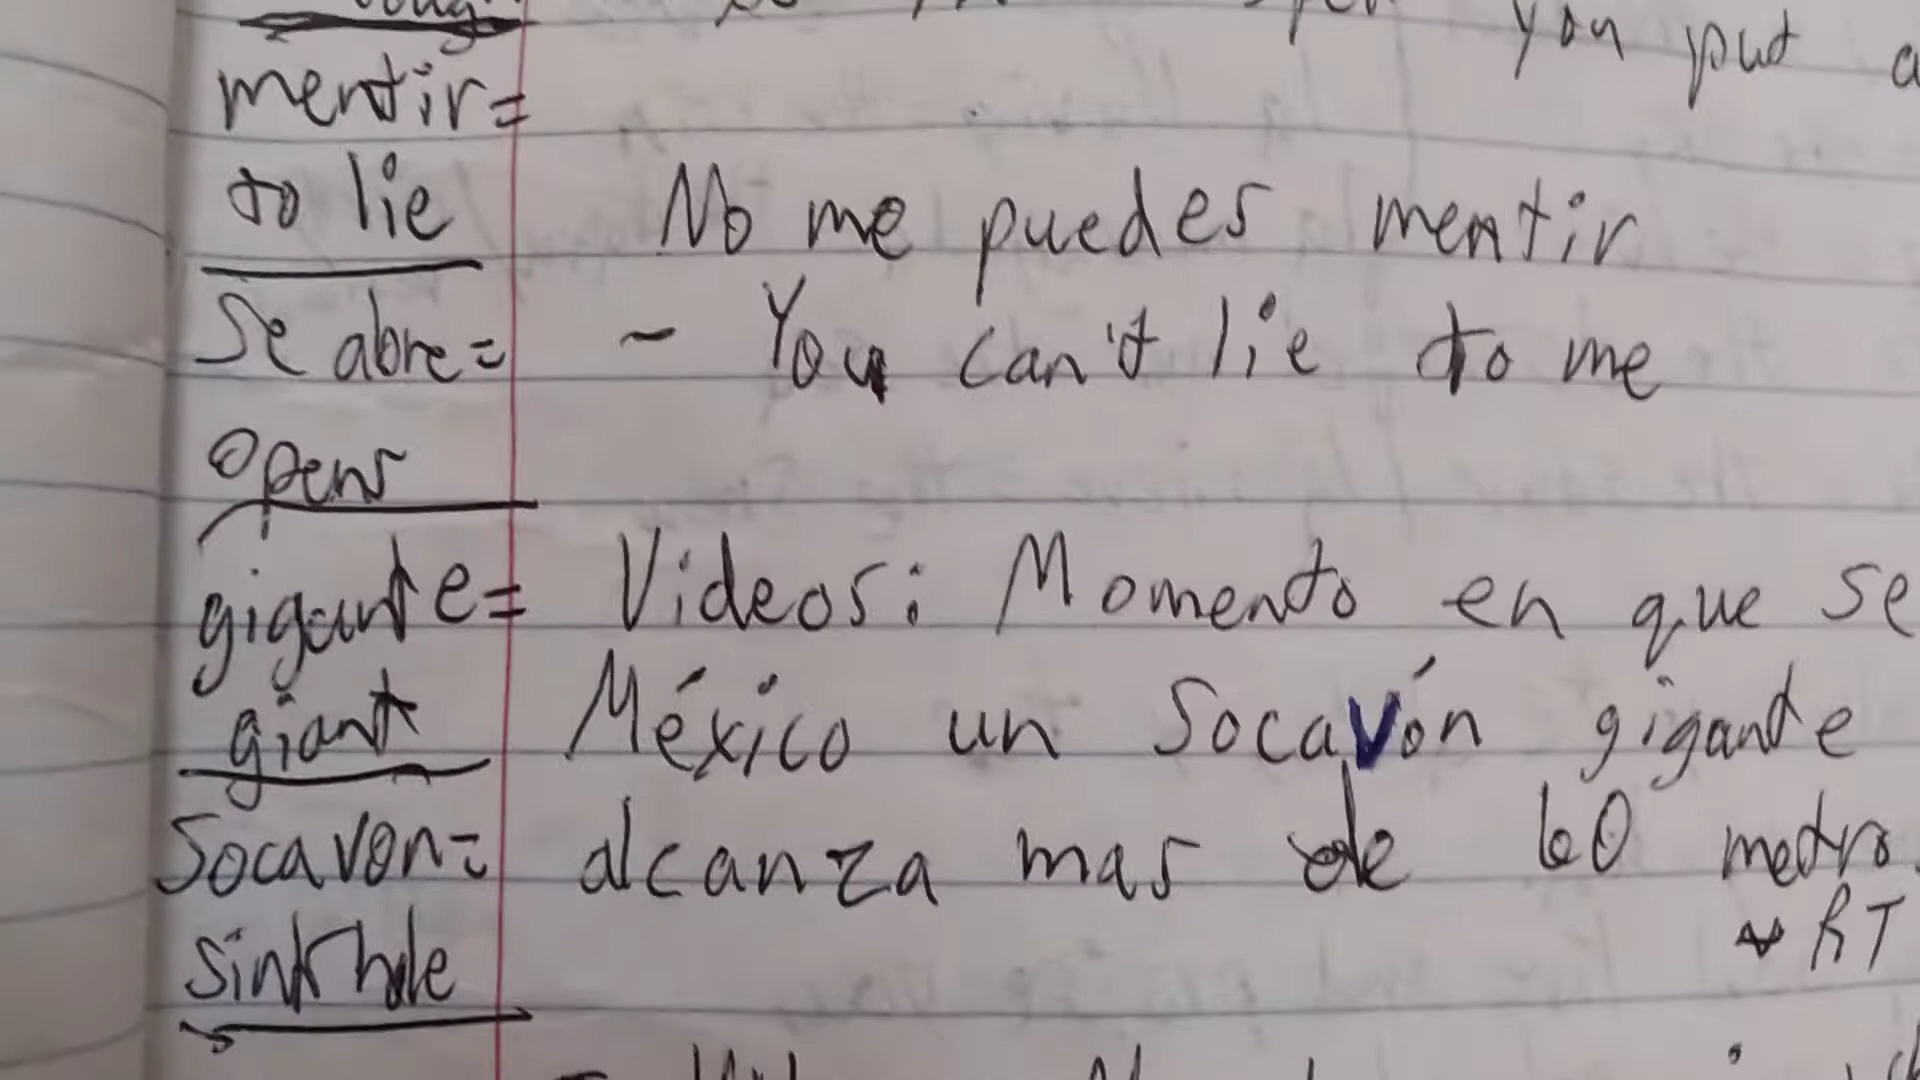 you put
mentir=
to lie No me puedes mentir
Se abre= - You can't lie to me
opens
gigante= Videos: Momento en que se
giant México un Socavón gigante
Socavon= alcanza mas de 60 metro
RT
sinkhole